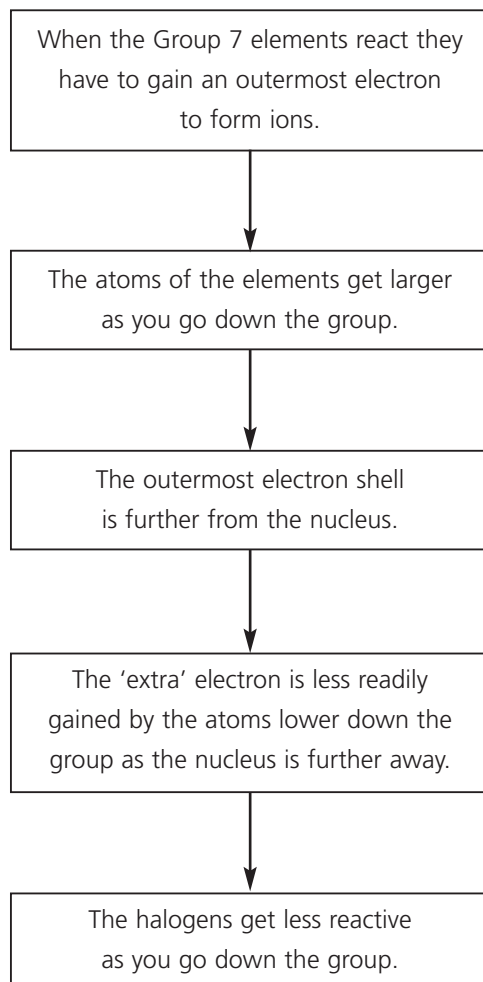 When the Group 7 elements react they
have to gain an outermost electron
to form ions.
The atoms of the elements get larger
as you go down the group.
The outermost electron shell
is further from the nucleus.
The ‘extra’ electron is less readily
gained by the atoms lower down the
group as the nucleus is further away.
The halogens get less reactive
as you go down the group.